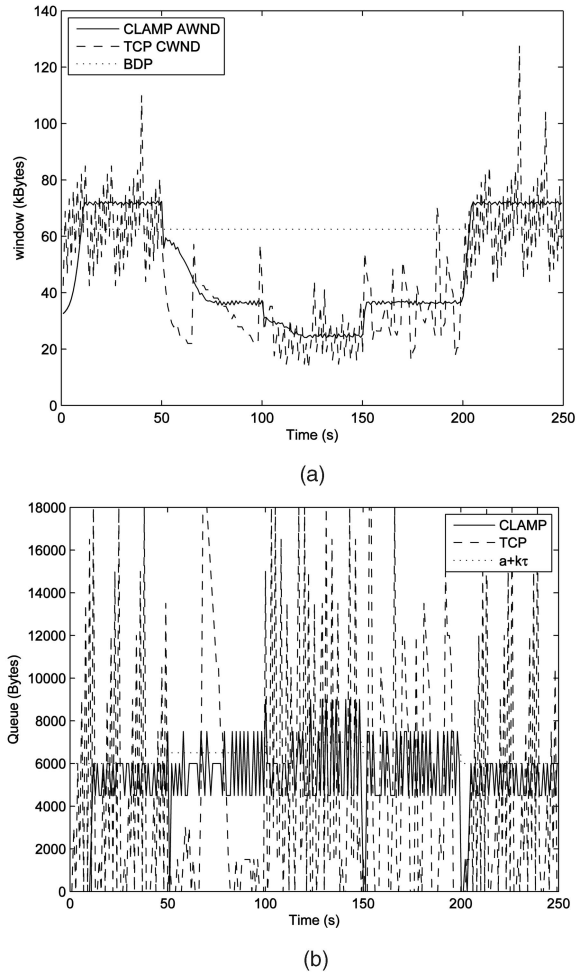 140
120
100
80
60
40
20
0
window (kBytes)
CLAMP AWND
TCP CWND
BDP
0 50 100 150 200 250
Time (s)
(a)
18000
16000
14000
12000
10000
8000
6000
4000
2000
0
Queue (Bytes)
CLAMP
TCP
a+kτ
0 50 100 150 200 250
Time (s)
(b)